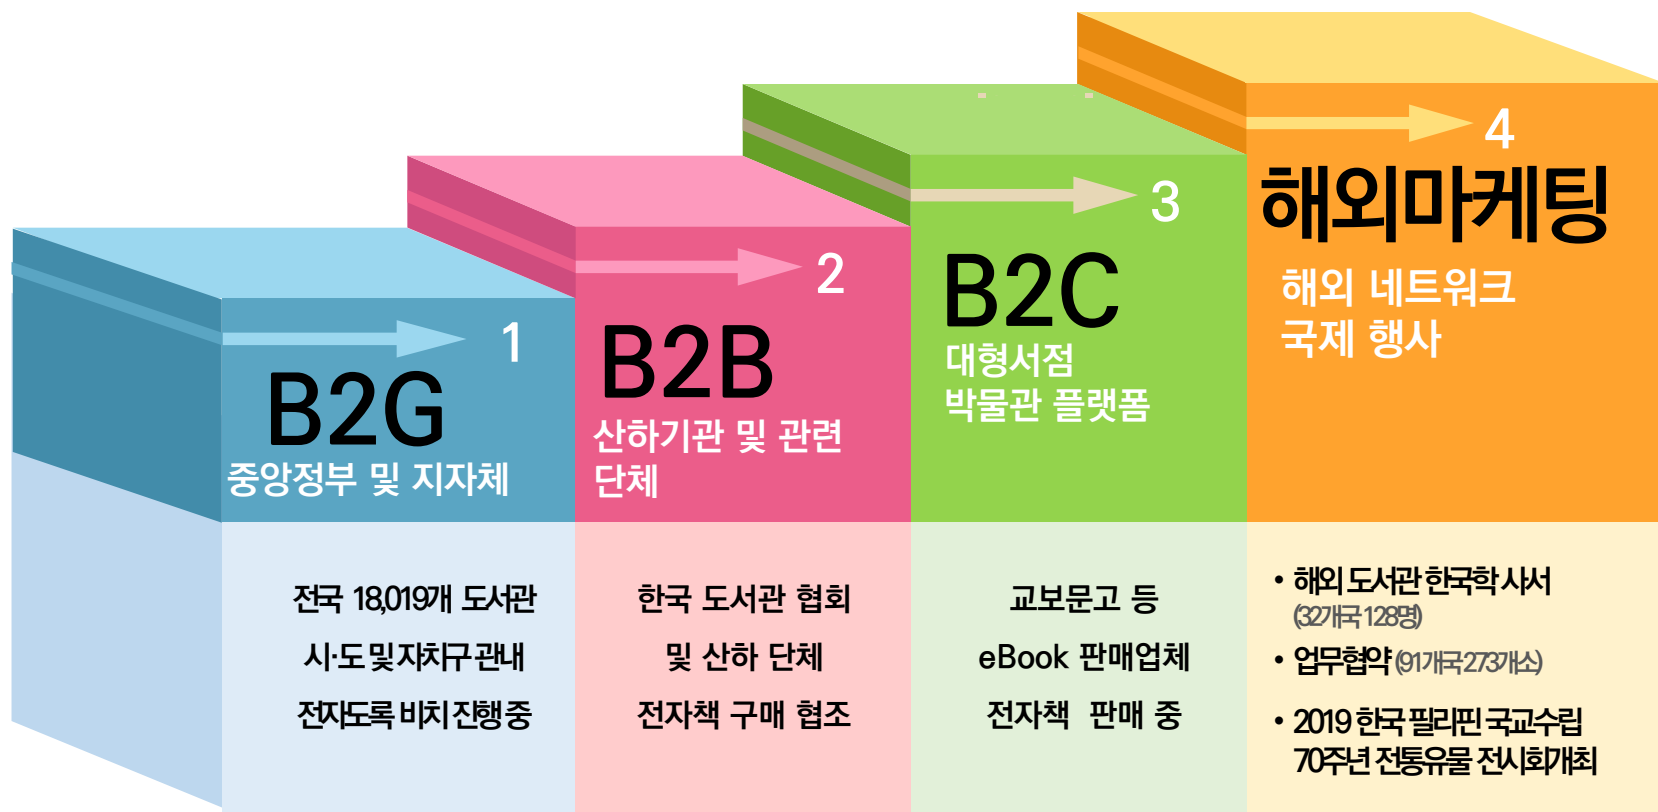 1
B2G
중앙정부 및 지자체
전국 18,019개 도서관
시·도 및 자치구 관내
전자도록 비치 진행 중
2
B2B
산하기관 및 관련
단체
한국 도서관 협회
및 산하 단체
전자책 구매 협조
3
B2C
대형서점
박물관 플랫폼
교보문고 등
eBook 판매업체
전자책 판매 중
4
해외마케팅
해외 네트워크
국제 행사
• 해외 도서관 한국학 사서
(32개국 128명)
• 업무협약 (91개국 273개소)
• 2019 한국 필리핀 국교수립
70주년 전통유물 전시회개최